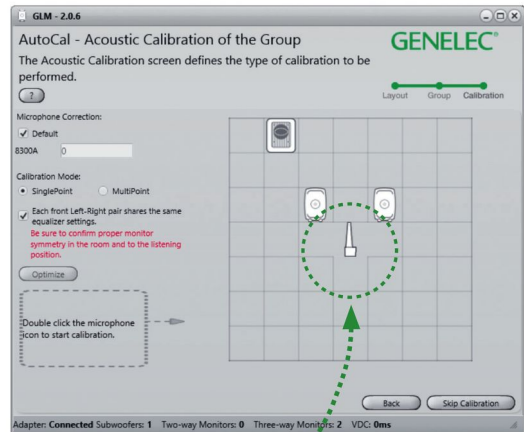 GLM - 2.0.6
AutoCal - Acoustic Calibration of the Group
GENELEC®
The Acoustic Calibration screen defines the type of calibration to be
performed.
?
Layout Group Calibration
Microphone Correction:
Default
8300A 0
Calibration Mode:
SinglePoint MultiPoint
Each front Left-Right pair shares the same
equalizer settings.
Be sure to confirm proper monitor
symmetry in the room and to the listening
position.
Optimize
Double click the microphone
icon to start calibration.
Back Skip Calibration
Adapter: Connected Subwoofers: 1 Two-way Monitors: 0 Three-way Monitors: 2 VDC: 0ms